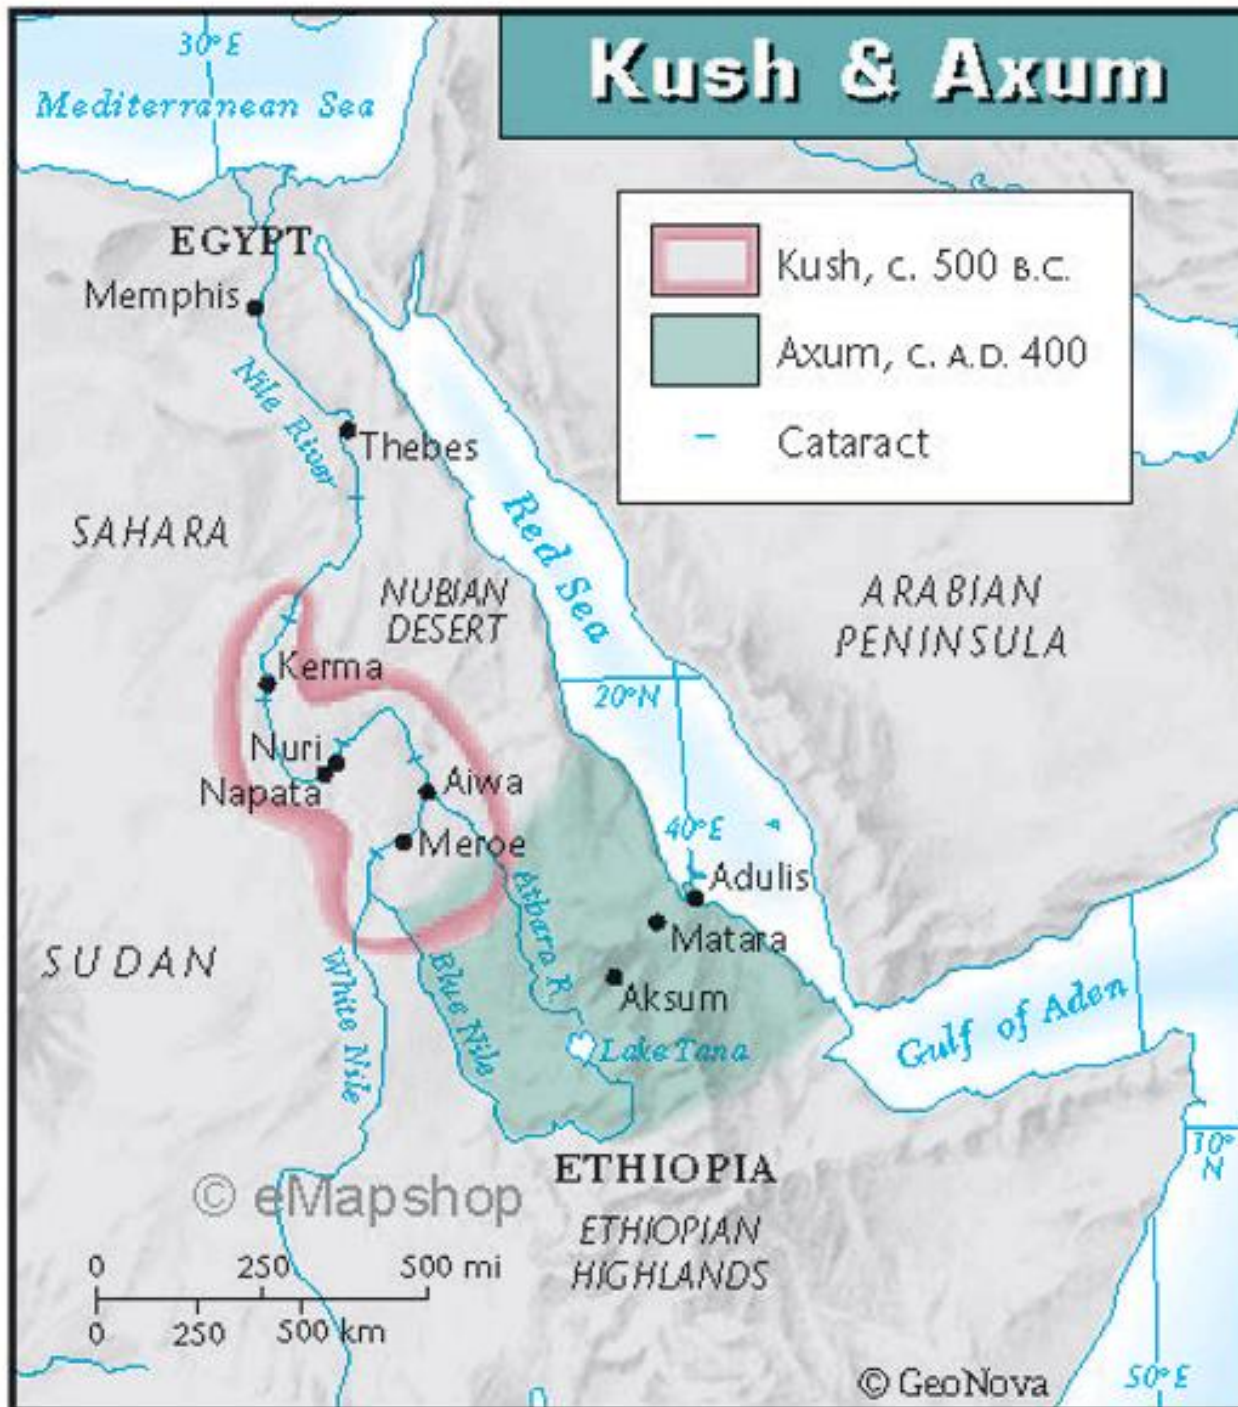 Kush & Axum
30°E
Mediterranean Sea
EGYPT
Memphis
Kush, c. 500 B.C.
Axum, c. A.D. 400
Cataract
Nile River
Thebes
SAHARA
Red Sea
NUBIAN
DESERT
ARABIAN
PENINSULA
Kerma
20°N
Nuri
Napata
Aiwa
Meroe
40°E
Adulis
Atbara R.
Matara
SUDAN
White Nile
Blue Nile
Aksum
Gulf of Aden
Lake Tana
30°
N
ETHIOPIA
© eMapshop
ETHIOPIAN
HIGHLANDS
0 250 500 mi
0 250 500 km
© GeoNova
50°E